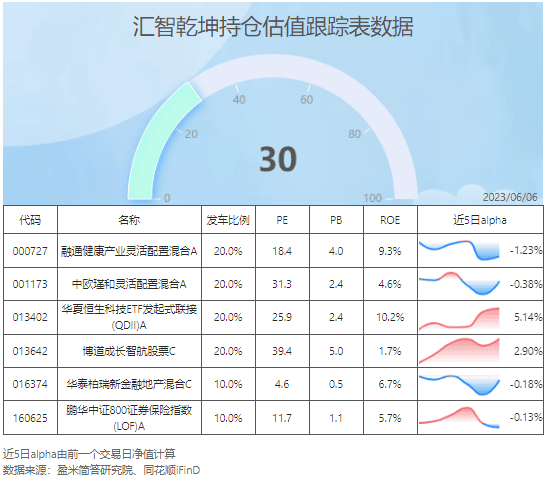 汇智乾坤持仓估值跟踪表数据
0 20 40 60 80 100
30
2023/06/06
代码 名称 发车比例 PE PB ROE 近5日alpha
000727 融通健康产业灵活配置混合A 20.0% 18.4 4.0 9.3% -1.23%
001173 中欧瑾和灵活配置混合A 20.0% 31.3 2.4 4.6% -0.38%
013402 华夏恒生科技ETF发起式联接
(QDII)A 20.0% 25.9 2.4 10.2% 5.14%
013642 博道成长智航股票C 20.0% 39.4 5.0 1.7% 2.90%
016374 华泰柏瑞新金融地产混合C 10.0% 4.6 0.5 6.7% -0.18%
160625 鹏华中证800证券保险指数
(LOF)A 10.0% 11.7 1.1 5.7% -0.13%
近5日alpha由前一个交易日净值计算
数据来源：盈米简答研究院、同花顺iFinD